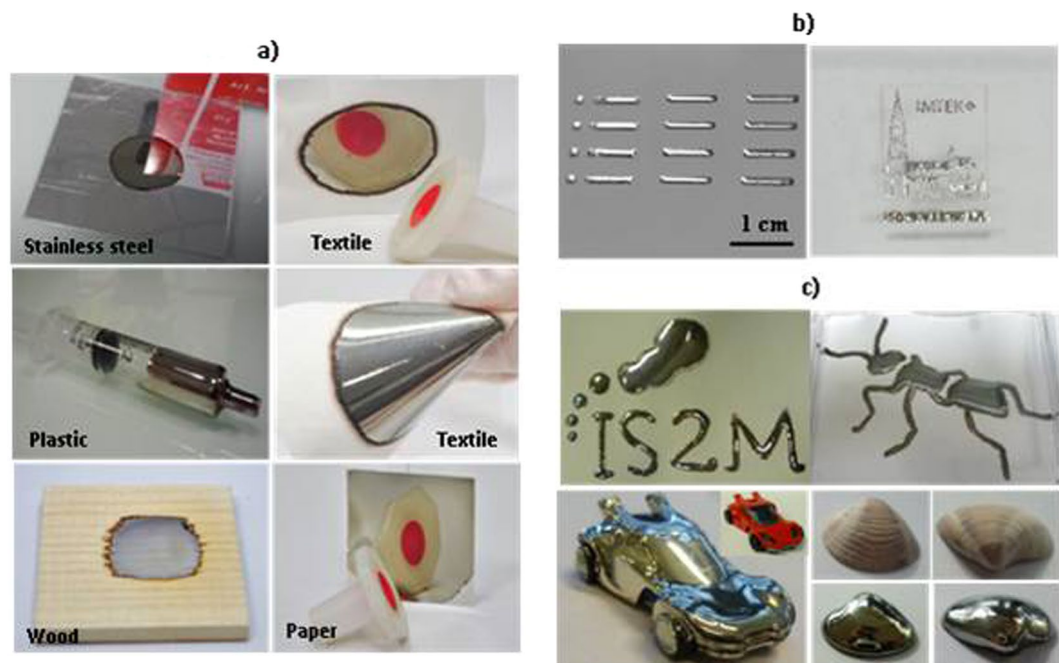 a)
Stainless steel
Textile
Plastic
Textile
Wood
Paper
b)
1 cm
IMTEK
c)
IS2M